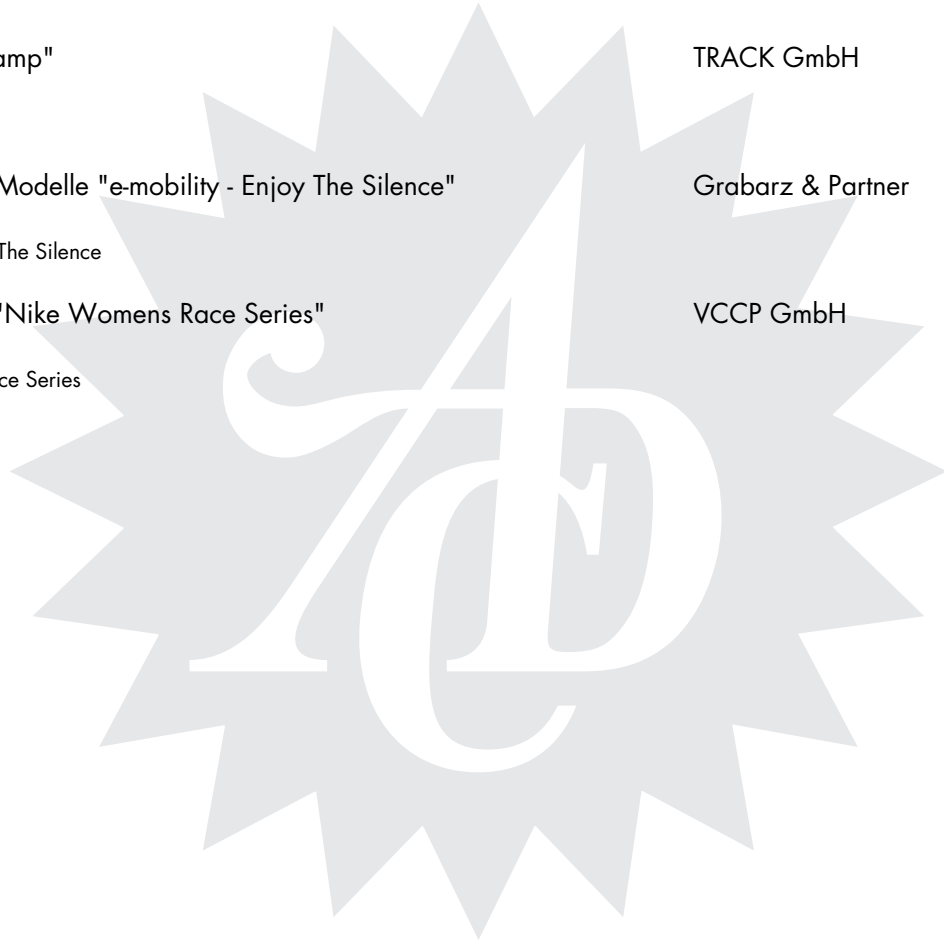 amp" TRACK GmbH
Modelle "e-mobility - Enjoy The Silence" Grabarz & Partner
The Silence
"Nike Womens Race Series" VCCP GmbH
ce Series
ADC